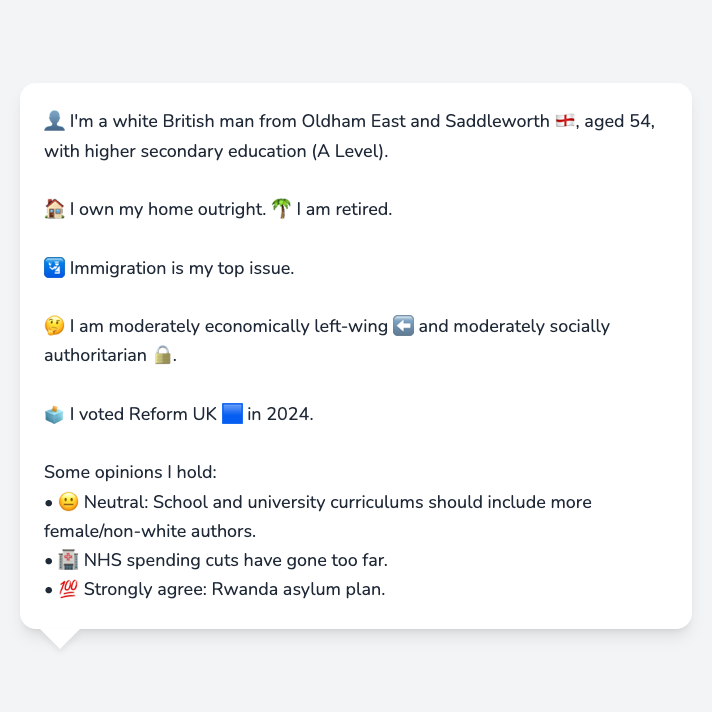 👤 I'm a white British man from Oldham East and Saddleworth 🏴󠁧󠁢󠁥󠁮󠁧󠁿, aged 54,
with higher secondary education (A Level).
🏠 I own my home outright. 🌴 I am retired.
🛂 Immigration is my top issue.
🤔 I am moderately economically left-wing ⬅️ and moderately socially
authoritarian 🔒.
🗳️ I voted Reform UK 🟦 in 2024.
Some opinions I hold:
• 😐 Neutral: School and university curriculums should include more
female/non-white authors.
• 🏥 NHS spending cuts have gone too far.
• 💯 Strongly agree: Rwanda asylum plan.